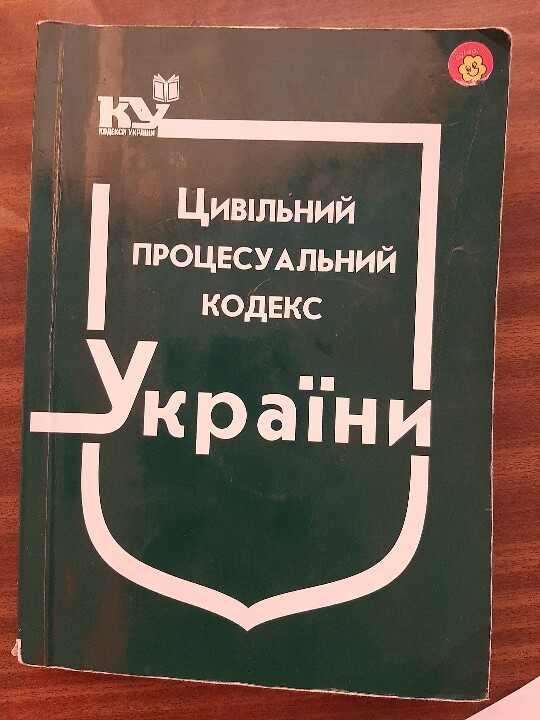 КУ
КОДЕКСИ УКРАЇНИ
Цивільний
процесуальний
кодекс
України